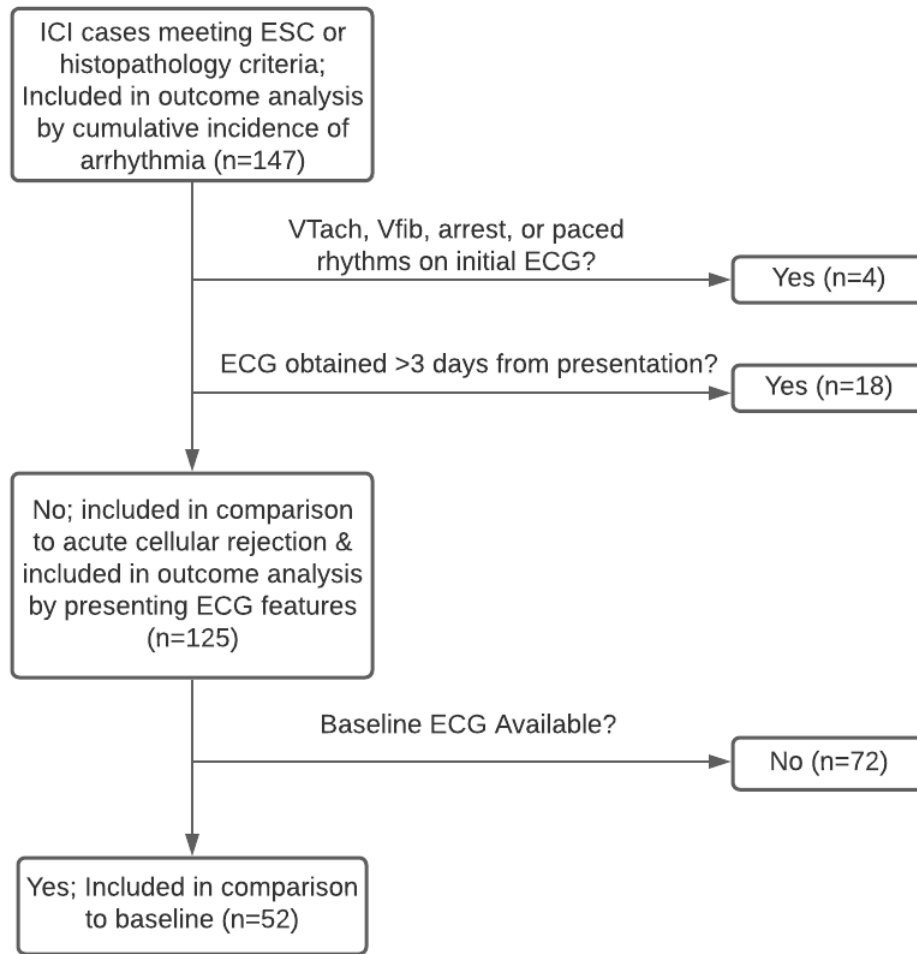 ICI cases meeting ESC or
histopathology criteria;
Included in outcome analysis
by cumulative incidence of
arrhythmia (n=147)
VTach, Vfib, arrest, or paced
rhythms on initial ECG?
Yes (n=4)
ECG obtained >3 days from presentation?
Yes (n=18)
No; included in comparison
to acute cellular rejection &
included in outcome analysis
by presenting ECG features
(n=125)
Baseline ECG Available?
No (n=72)
Yes; Included in comparison
to baseline (n=52)